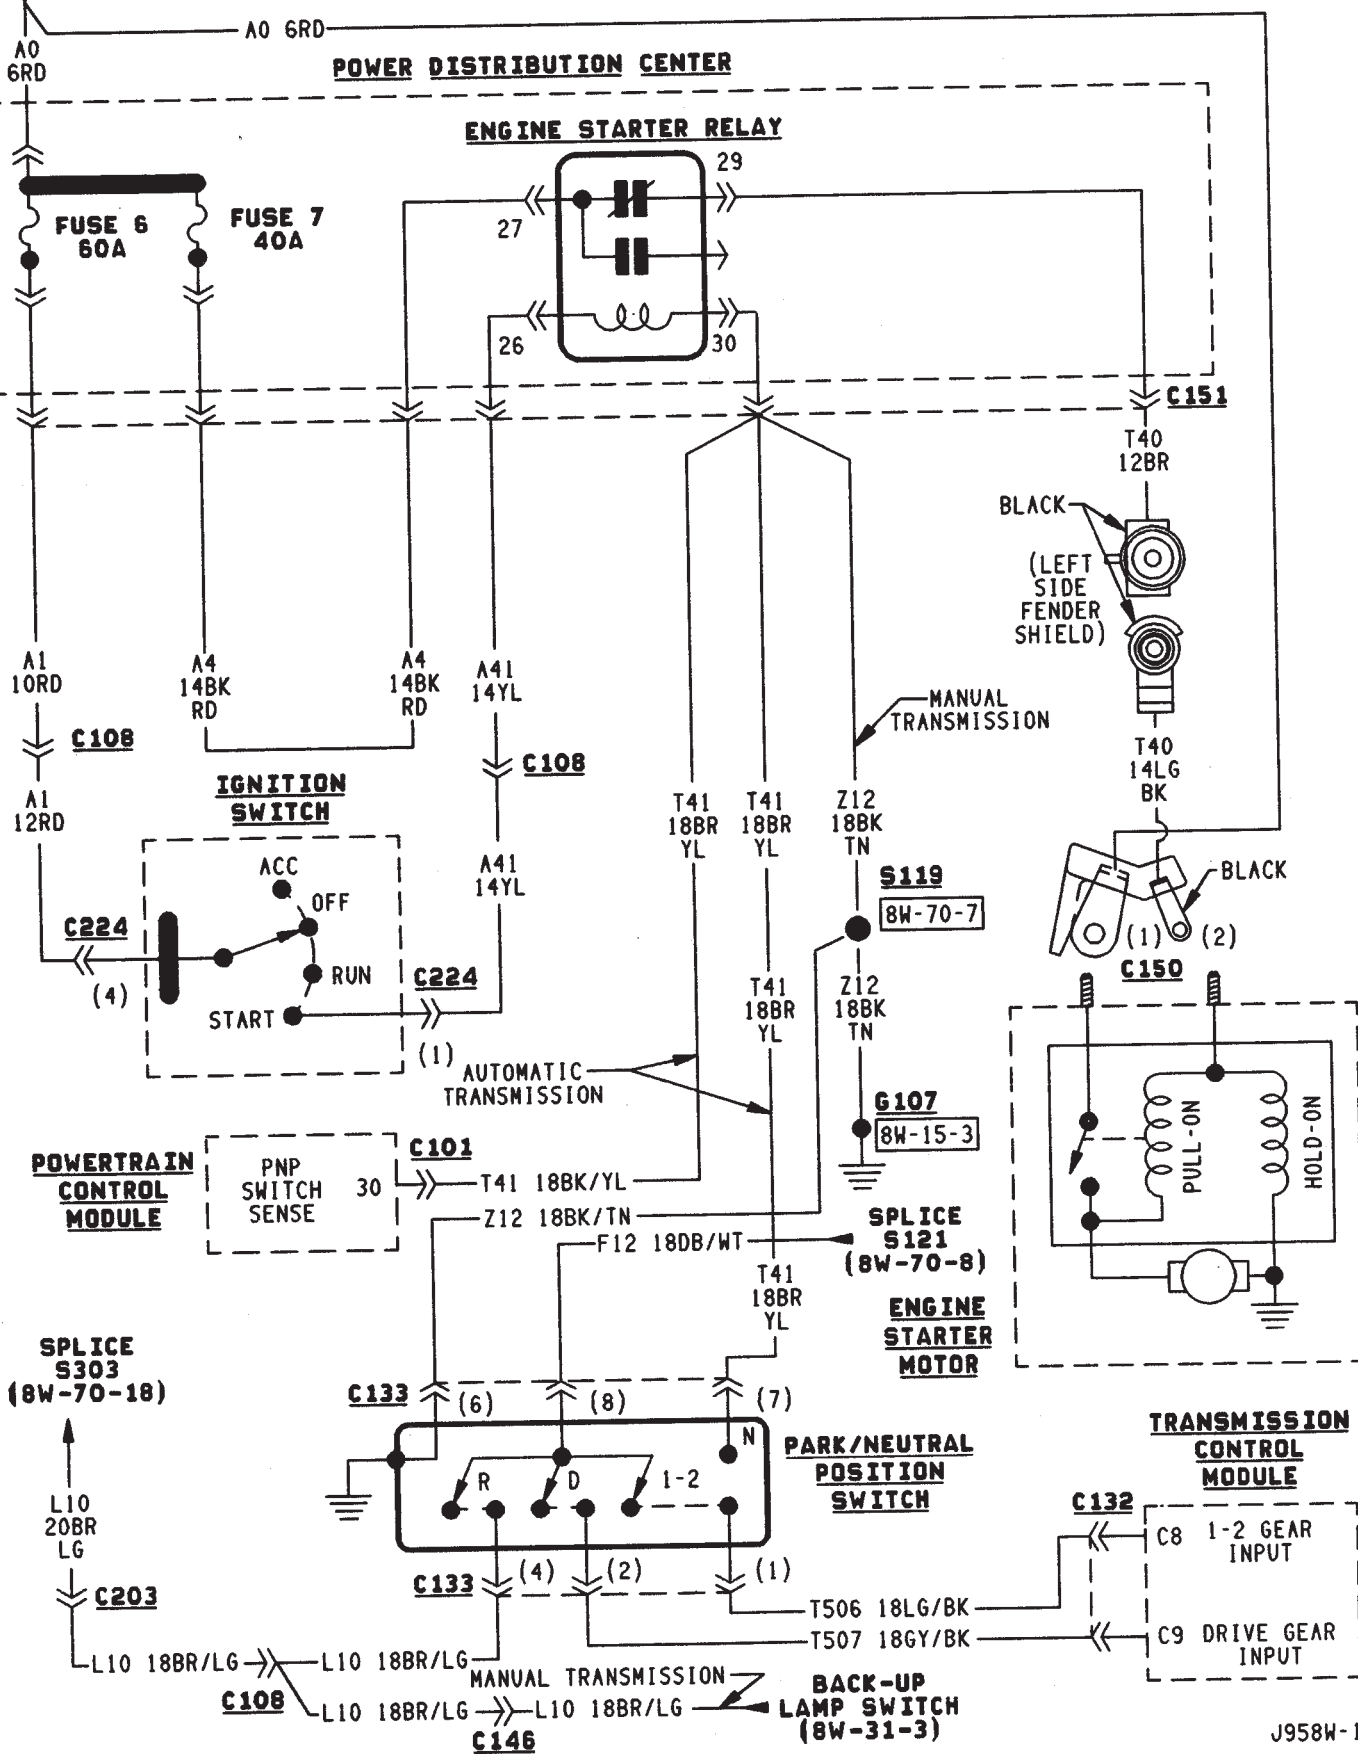 A0 6RD
A0
6RD
POWER DISTRIBUTION CENTER
ENGINE STARTER RELAY
29
FUSE 6
60A
FUSE 7
40A
27
26
30
C151
T40
12BR
BLACK
(LEFT
SIDE
FENDER
SHIELD)
A1
10RD
A4
14BK
RD
A4
14BK
RD
A41
14YL
MANUAL
TRANSMISSION
C108
C108
T40
14LG
BK
IGNITION
SWITCH
A1
12RD
T41
18BR
YL
T41
18BR
YL
Z12
18BK
TN
ACC
OFF
A41
14YL
S119
8W-70-7
BLACK
C224
(4)
RUN
START
C224
(1)
(1)
(2)
C150
T41
18BR
YL
Z12
18BK
TN
AUTOMATIC
TRANSMISSION
G107
8W-15-3
PULL-ON
HOLD-ON
POWERTRAIN
CONTROL
MODULE
PNP
SWITCH
SENSE
30
C101
T41 18BK/YL
Z12 18BK/TN
F12 18DB/WT
SPLICE
S121
(8W-70-8)
T41
18BR
YL
ENGINE
STARTER
MOTOR
SPLICE
S303
(8W-70-18)
C133
(6)
(8)
(7)
N
R
D
1-2
PARK/NEUTRAL
POSITION
SWITCH
TRANSMISSION
CONTROL
MODULE
L10
20BR
LG
C132
C8
1-2 GEAR
INPUT
C133
(4)
(2)
(1)
C203
T506 18LG/BK
T507 18GY/BK
C9
DRIVE GEAR
INPUT
L10 18BR/LG
L10 18BR/LG
MANUAL TRANSMISSION
C108
L10 18BR/LG
L10 18BR/LG
C146
BACK-UP
LAMP SWITCH
(8W-31-3)
J958W-1